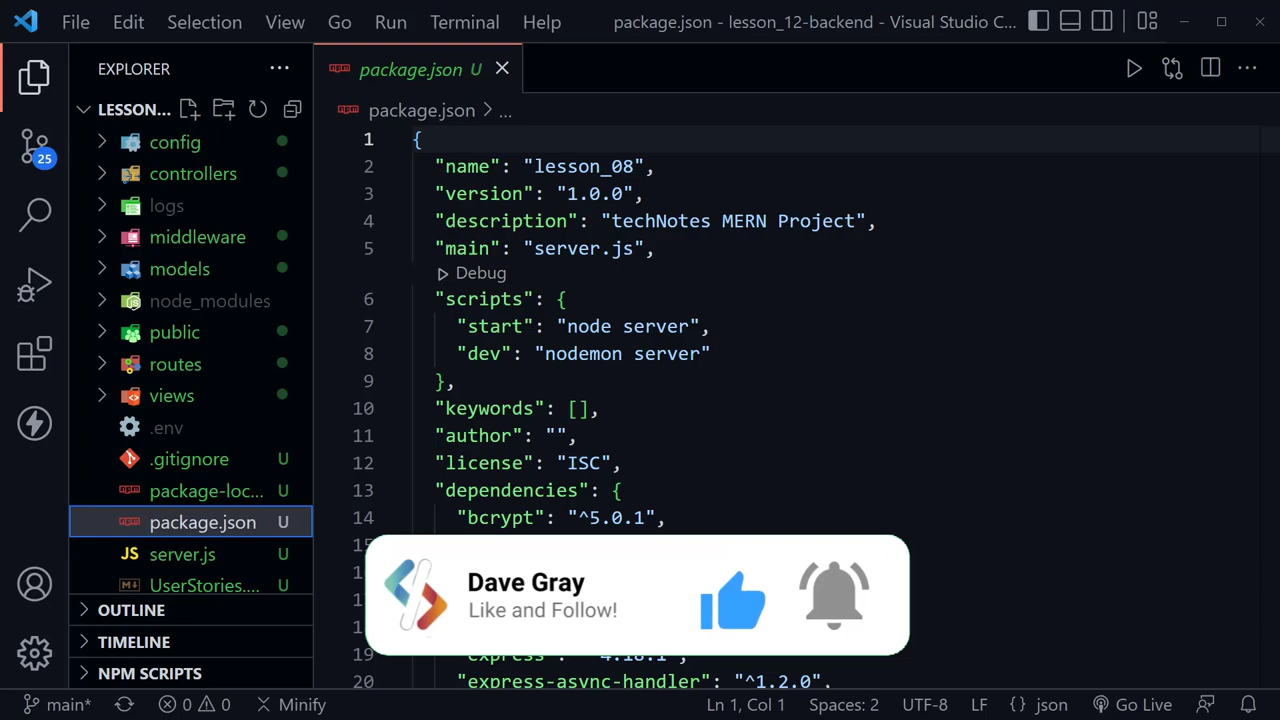 File Edit Selection View Go Run Terminal Help package.json - lesson_12-backend - Visual Studio C...
EXPLORER
package.json U
LESSON...
package.json > ...
config
controllers
logs
middleware
models
node_modules
public
routes
views
.env
.gitignore U
package-loc... U
package.json U
server.js U
UserStories.... U
OUTLINE
TIMELINE
NPM SCRIPTS
25
1 {
2 "name": "lesson_08",
3 "version": "1.0.0",
4 "description": "techNotes MERN Project",
5 "main": "server.js",
Debug
6 "scripts": {
7 "start": "node server",
8 "dev": "nodemon server"
9 },
10 "keywords": [],
11 "author": "",
12 "license": "ISC",
13 "dependencies": {
14 "bcrypt": "^5.0.1",
Dave Gray
Like and Follow!
19 "express" "^4.18.1",
20 "express-async-handler": "^1.2.0",
main* 0 0 Minify Ln 1, Col 1 Spaces: 2 UTF-8 LF {} json Go Live